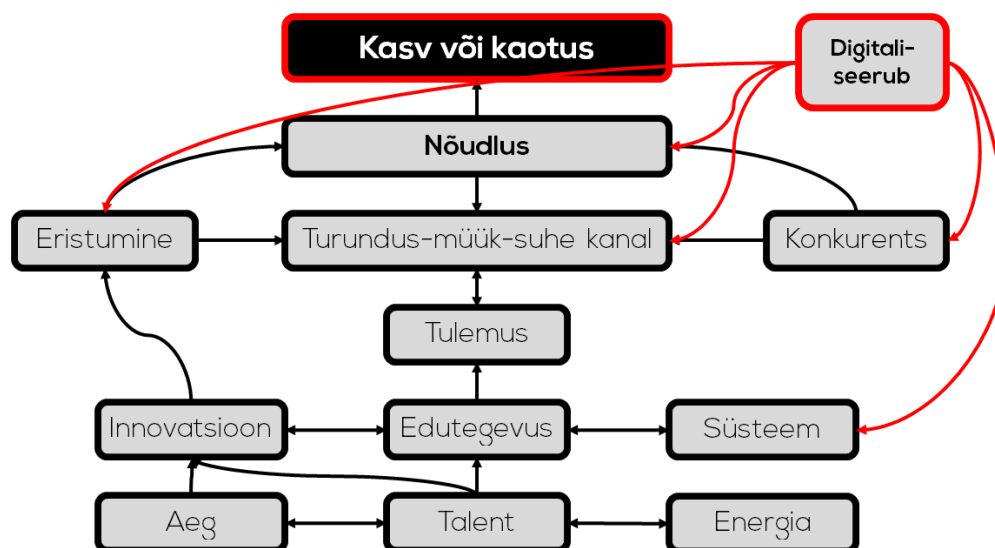 Kasv või kaotus
Digitali-
seerub
Nõudlus
Eristumine
Turundus-müük-suhe kanal
Konkurents
Tulemus
Innovatsioon
Edutegevus
Süsteem
Aeg
Talent
Energia